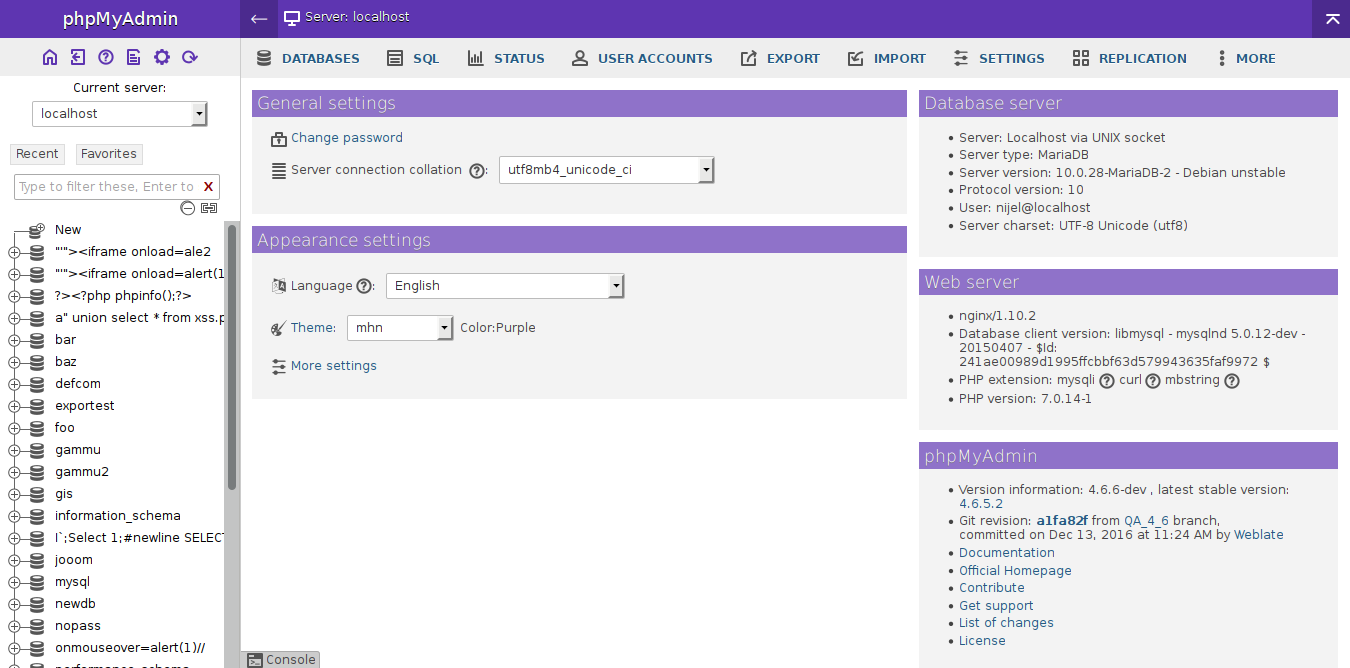 phpMyAdmin
Server: localhost
Current server:
localhost
Recent Favorites
Type to filter these, Enter to X
New
"'"><iframe onload=ale2
"'"><iframe onload=alert(1
?><?php phpinfo();?>
a" union select * from xss.p
bar
baz
defcom
exportest
foo
gammu
gammu2
gis
information_schema
l`;Select 1;#newline SELECT
jooom
mysql
newdb
nopass
onmouseover=alert(1)//
performance_schema
DATABASES SQL STATUS USER ACCOUNTS EXPORT IMPORT SETTINGS REPLICATION MORE
General settings
Change password
Server connection collation ?: utf8mb4_unicode_ci
Appearance settings
Language ?: English
Theme: mhn Color:Purple
More settings
Database server
• Server: Localhost via UNIX socket
• Server type: MariaDB
• Server version: 10.0.28-MariaDB-2 - Debian unstable
• Protocol version: 10
• User: nijel@localhost
• Server charset: UTF-8 Unicode (utf8)
Web server
• nginx/1.10.2
• Database client version: libmysql - mysqlnd 5.0.12-dev -
20150407 - $Id:
241ae00989d1995ffcbbf63d579943635faf9972 $
• PHP extension: mysqli ? curl ? mbstring ?
• PHP version: 7.0.14-1
phpMyAdmin
• Version information: 4.6.6-dev , latest stable version:
4.6.5.2
• Git revision: a1fa82f from QA_4_6 branch,
committed on Dec 13, 2016 at 11:24 AM by Weblate
• Documentation
• Official Homepage
• Contribute
• Get support
• List of changes
• License
Console